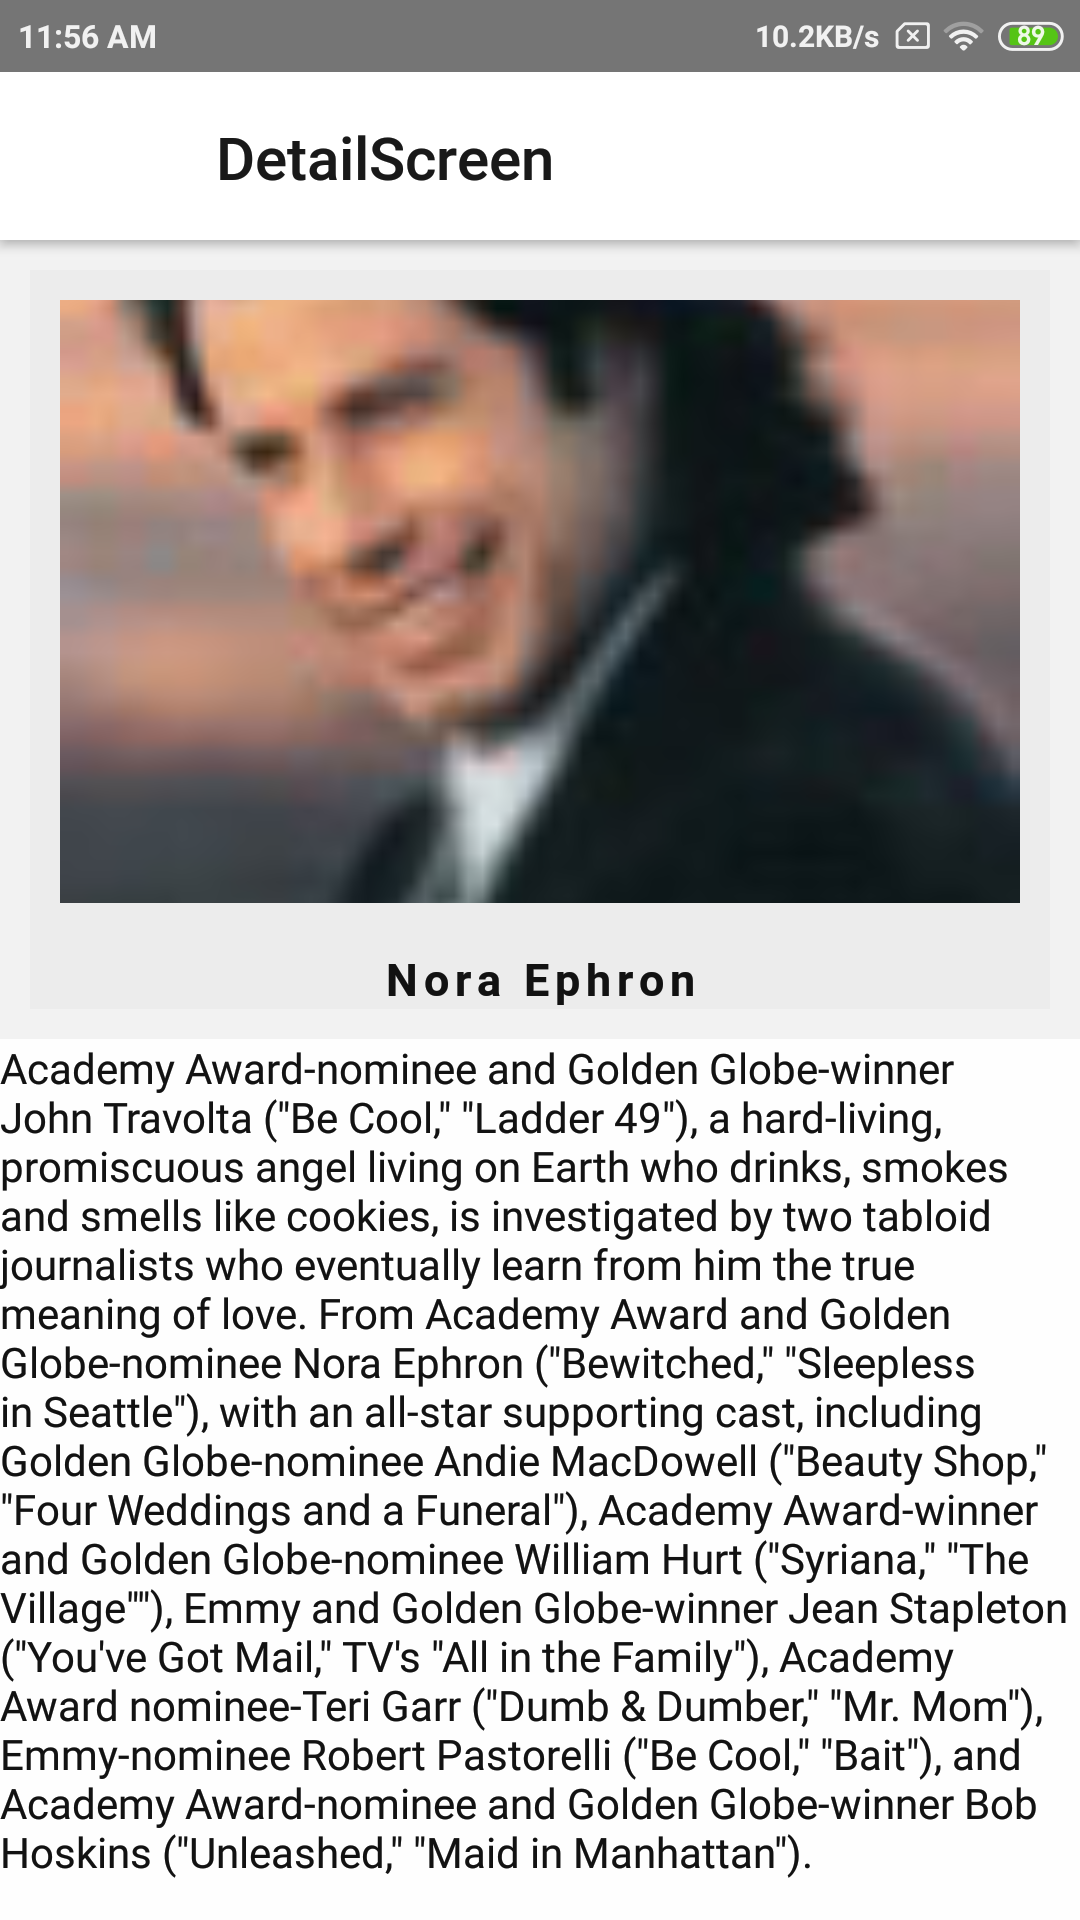 11:56 AM 10.2KB/s 89
DetailScreen
Nora Ephron
Academy Award-nominee and Golden Globe-winner
John Travolta ("Be Cool," "Ladder 49"), a hard-living,
promiscuous angel living on Earth who drinks, smokes
and smells like cookies, is investigated by two tabloid
journalists who eventually learn from him the true
meaning of love. From Academy Award and Golden
Globe-nominee Nora Ephron ("Bewitched," "Sleepless
in Seattle"), with an all-star supporting cast, including
Golden Globe-nominee Andie MacDowell ("Beauty Shop,"
"Four Weddings and a Funeral"), Academy Award-winner
and Golden Globe-nominee William Hurt ("Syriana," "The
Village""), Emmy and Golden Globe-winner Jean Stapleton
("You've Got Mail," TV's "All in the Family"), Academy
Award nominee-Teri Garr ("Dumb & Dumber," "Mr. Mom"),
Emmy-nominee Robert Pastorelli ("Be Cool," "Bait"), and
Academy Award-nominee and Golden Globe-winner Bob
Hoskins ("Unleashed," "Maid in Manhattan").